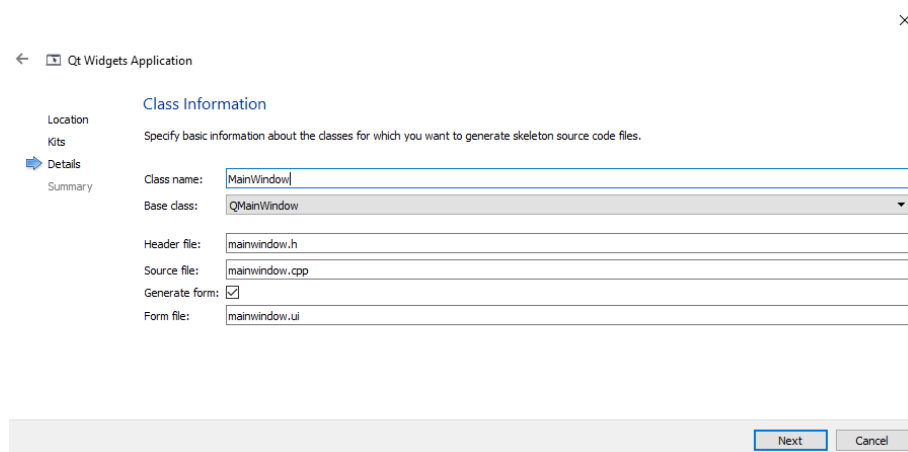 Qt Widgets Application
Class Information
Location
Kits
Details
Summary
Specify basic information about the classes for which you want to generate skeleton source code files.
Class name: MainWindow
Base class: QMainWindow
Header file: mainwindow.h
Source file: mainwindow.cpp
Generate form:
Form file: mainwindow.ui
Next Cancel